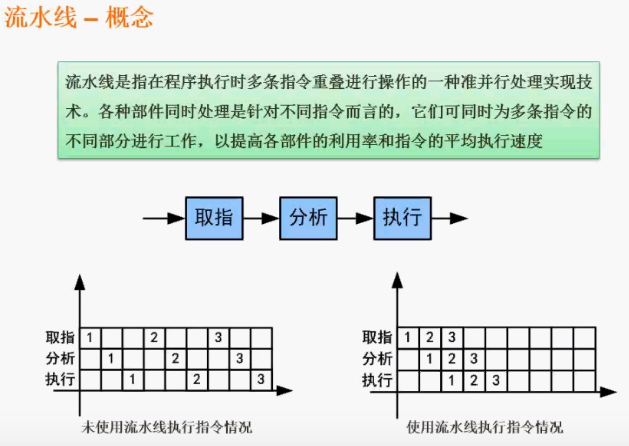 流水线 – 概念
流水线是指在程序执行时多条指令重叠进行操作的一种准并行处理实现技
术。各种部件同时处理是针对不同指令而言的，它们可同时为多条指令的
不同部分进行工作，以提高各部件的利用率和指令的平均执行速度
取指 分析 执行
取指 1 2 3
分析 1 2 3
执行 1 2 3
未使用流水线执行指令情况
取指 1 2 3
分析 1 2 3
执行 1 2 3
使用流水线执行指令情况